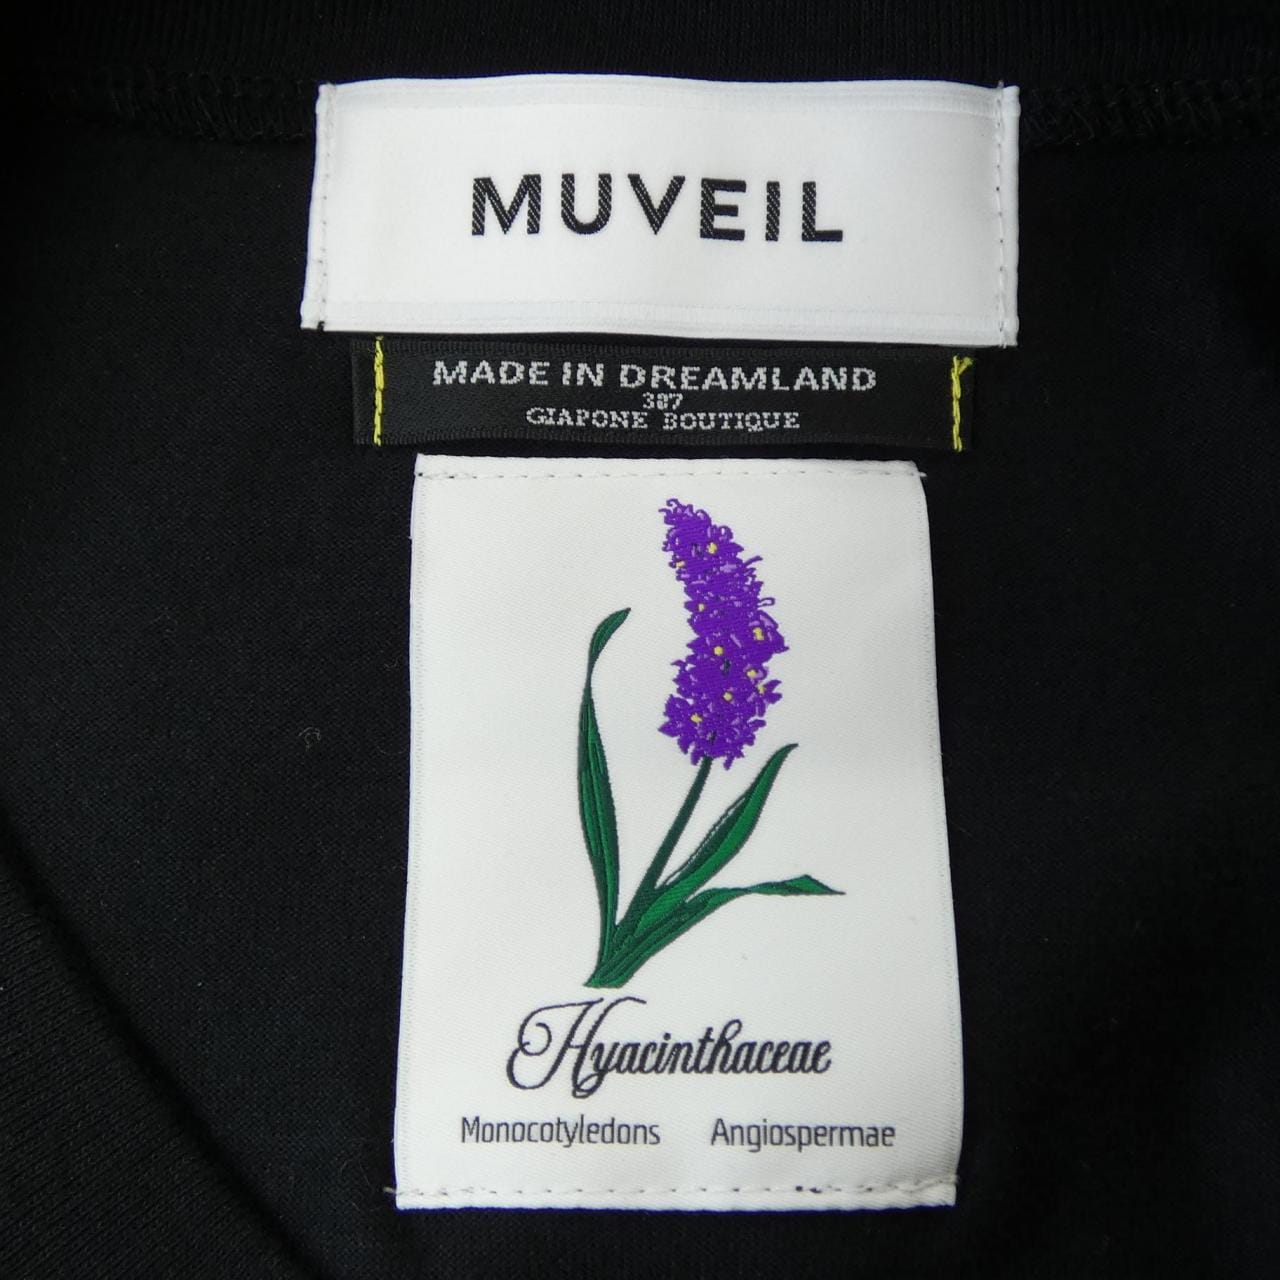 MUVEIL
MADE IN DREAMLAND
387
GIAPONE BOUTIQUE
Hyacinthaceae
Monocotyledons Angiospermae